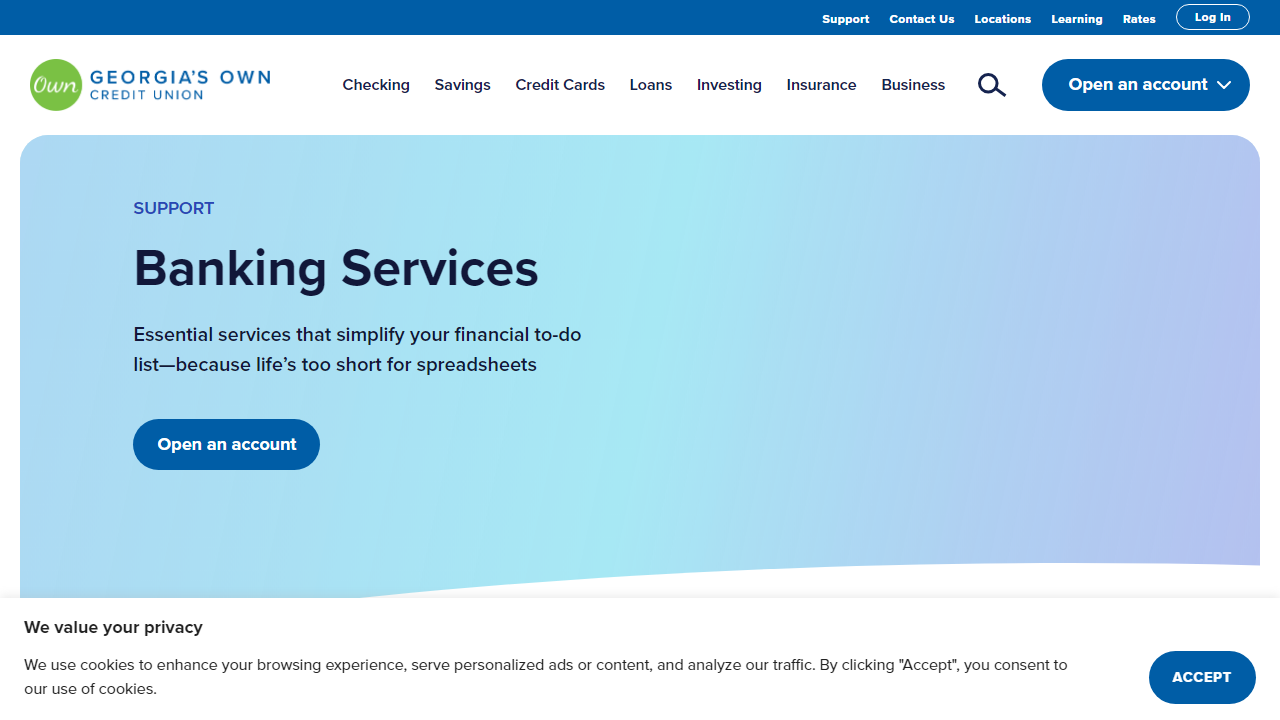 Support Contact Us Locations Learning Rates Log In
Own GEORGIA'S OWN
CREDIT UNION
Checking Savings Credit Cards Loans Investing Insurance Business Open an account
SUPPORT
Banking Services
Essential services that simplify your financial to-do
list—because life’s too short for spreadsheets
Open an account
We value your privacy
We use cookies to enhance your browsing experience, serve personalized ads or content, and analyze our traffic. By clicking "Accept", you consent to
our use of cookies.
ACCEPT